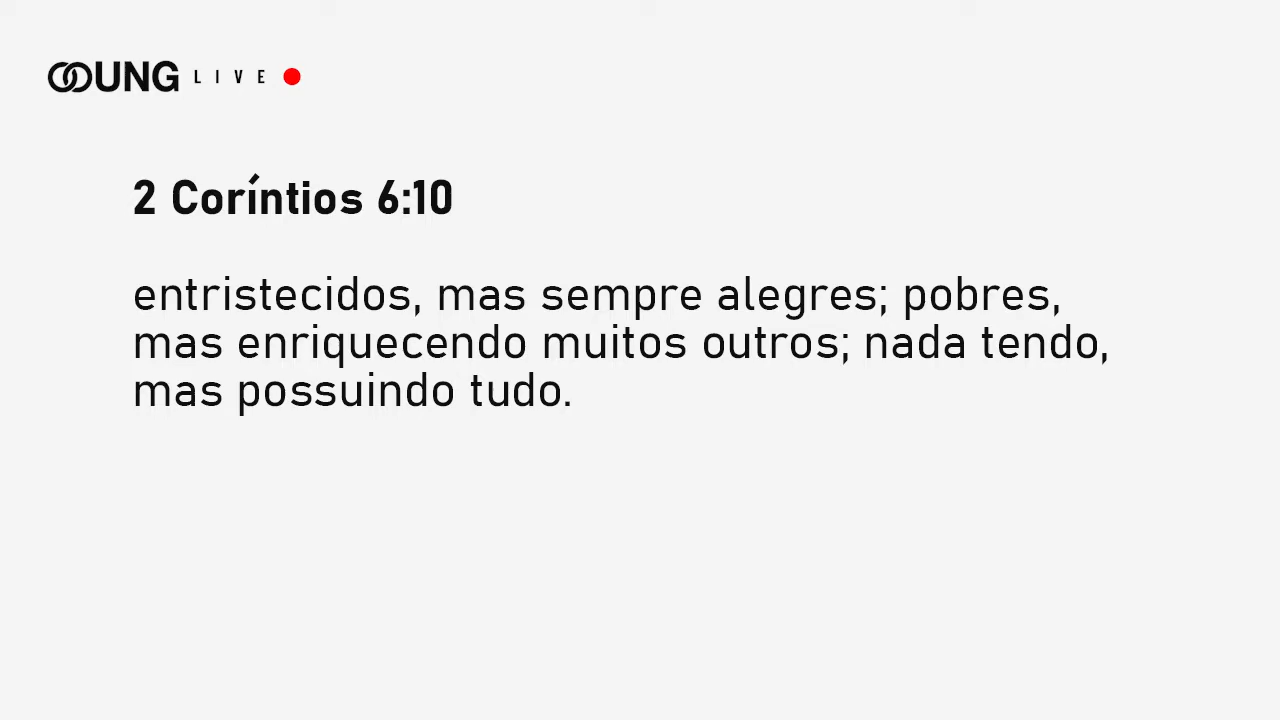 OOUNG LIVE
2 Coríntios 6:10
entristecidos, mas sempre alegres; pobres,
mas enriquecendo muitos outros; nada tendo,
mas possuindo tudo.